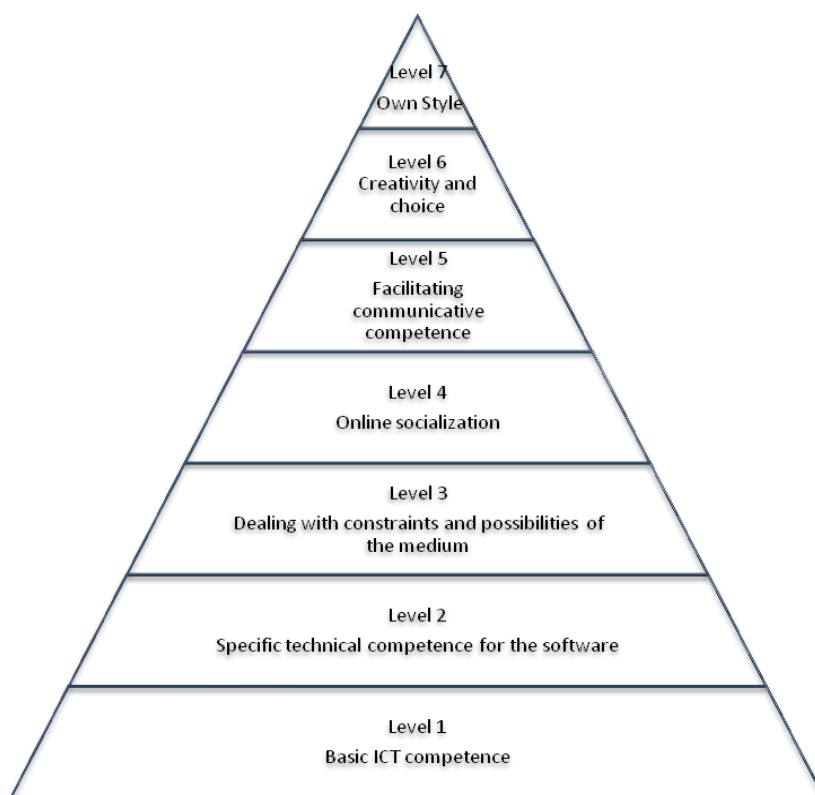 Level 7
Own Style
Level 6
Creativity and
choice
Level 5
Facilitating
communicative
competence
Level 4
Online socialization
Level 3
Dealing with constraints and possibilities of
the medium
Level 2
Specific technical competence for the software
Level 1
Basic ICT competence